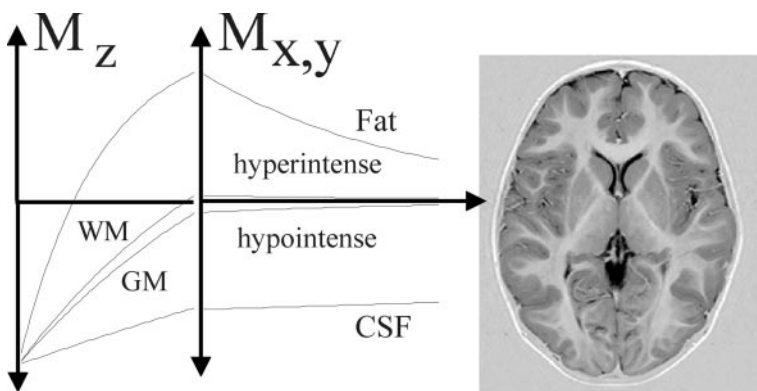 M z
M x,y
Fat
hyperintense
WM
hypointense
GM
CSF